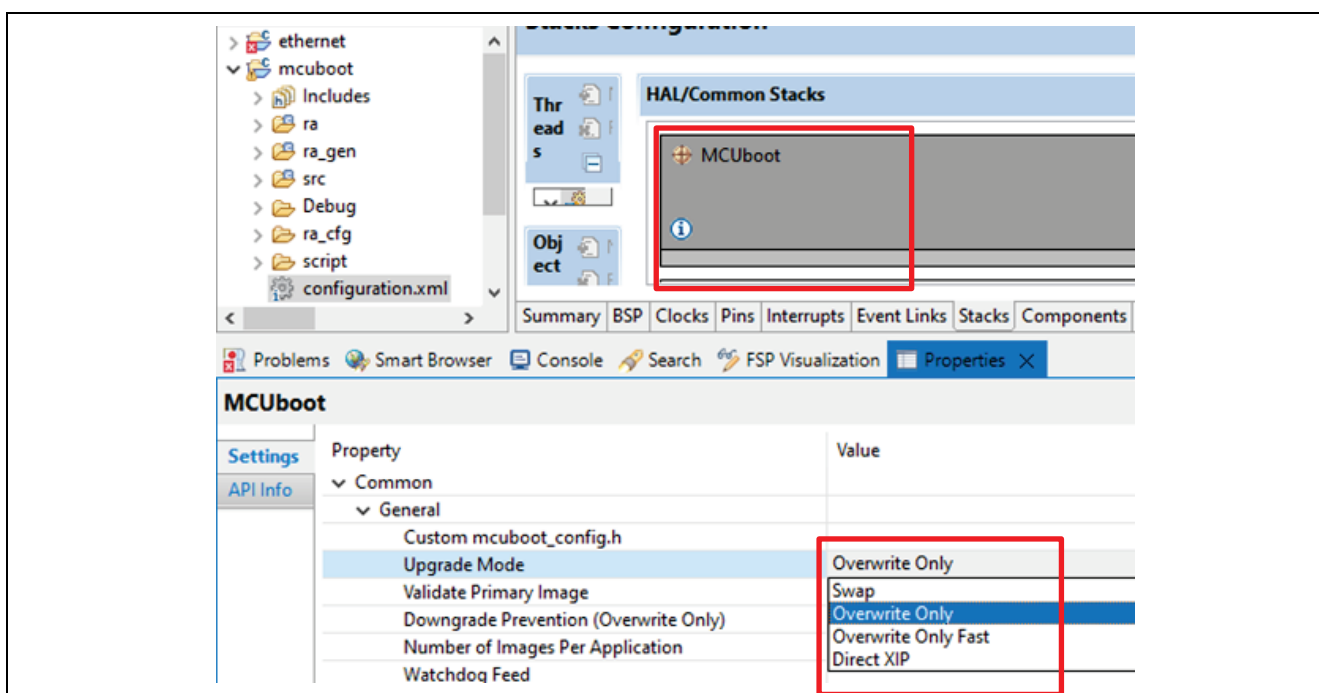 Stacks Configuration
ethernet
mcuboot
Includes
ra
ra_gen
src
Debug
ra_cfg
script
configuration.xml
Thr
ead
s
Obj
ect
HAL/Common Stacks
MCUboot
Summary BSP Clocks Pins Interrupts Event Links Stacks Components
Problems Smart Browser Console Search FSP Visualization Properties
MCUboot
Settings
API Info
Property Value
Common
General
Custom mcuboot_config.h
Upgrade Mode Overwrite Only
Validate Primary Image Swap
Downgrade Prevention (Overwrite Only) Overwrite Only
Number of Images Per Application Overwrite Only Fast
Watchdog Feed Direct XIP